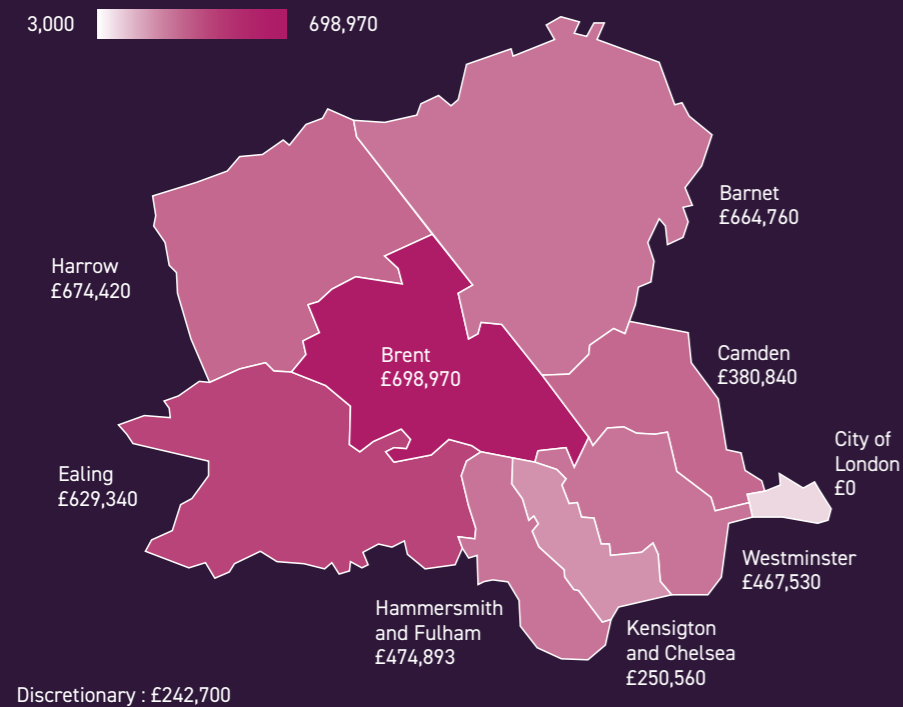 3,000
698,970
Barnet
£664,760
Harrow
£674,420
Brent
£698,970
Camden
£380,840
City of
London
£0
Ealing
£629,340
Westminster
£467,530
Hammersmith
and Fulham
£474,893
Kensigton
and Chelsea
£250,560
Discretionary : £242,700